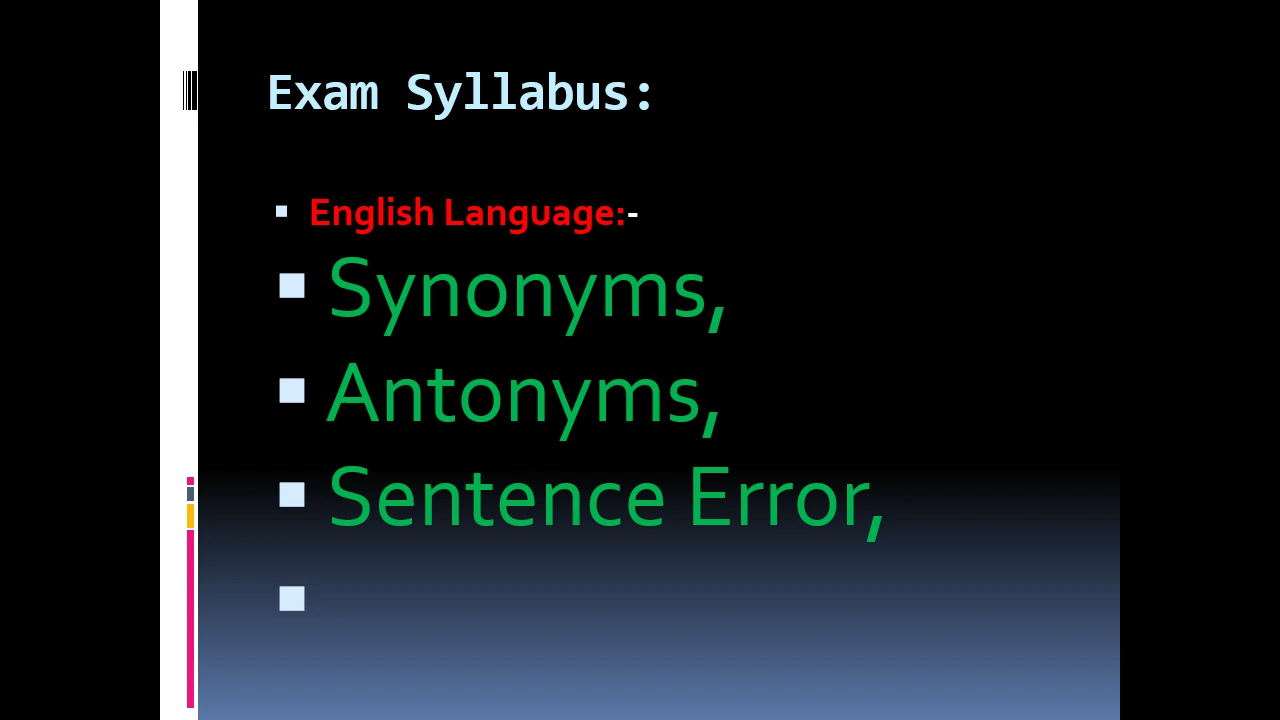 Exam Syllabus:
English Language:-
Synonyms,
Antonyms,
Sentence Error,